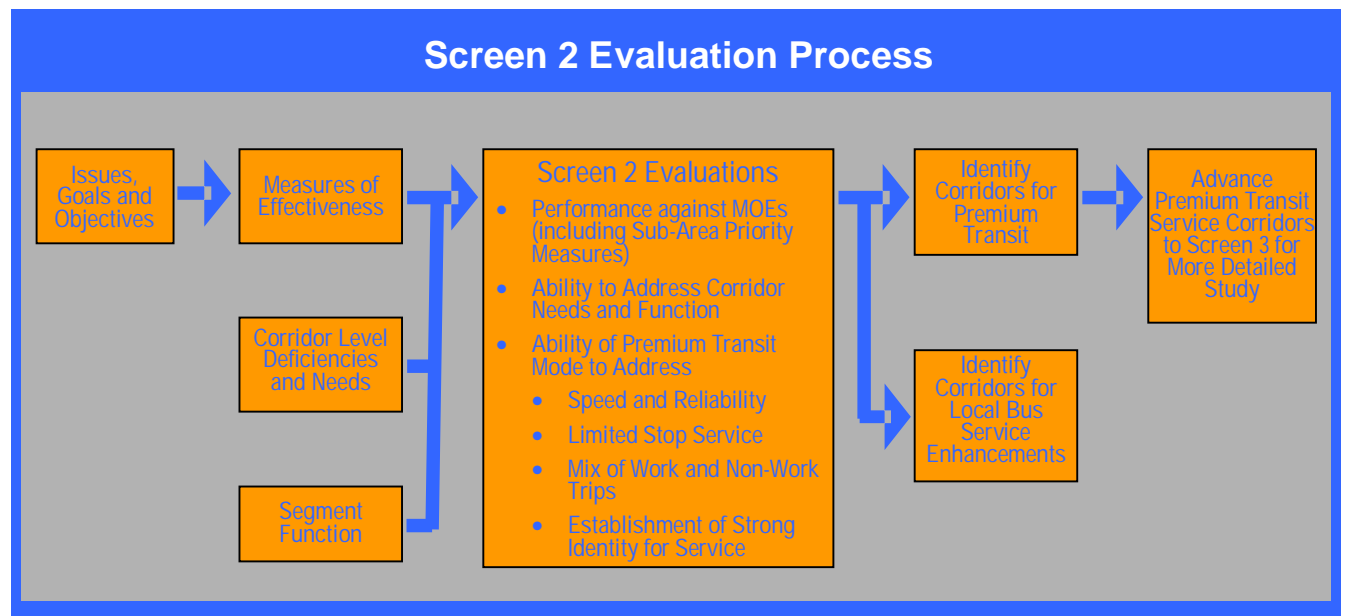 Screen 2 Evaluation Process
Issues,
Goals and
Objectives
Measures of
Effectiveness
Corridor Level
Deficiencies
and Needs
Segment
Function
Screen 2 Evaluations
• Performance against MOEs
(including Sub-Area Priority
Measures)
• Ability to Address Corridor
Needs and Function
• Ability of Premium Transit
Mode to Address
• Speed and Reliability
• Limited Stop Service
• Mix of Work and Non-Work
Trips
• Establishment of Strong
Identity for Service
Identify
Corridors for
Premium
Transit
Identify
Corridors for
Local Bus
Service
Enhancements
Advance
Premium Transit
Service Corridors
to Screen 3 for
More Detailed
Study